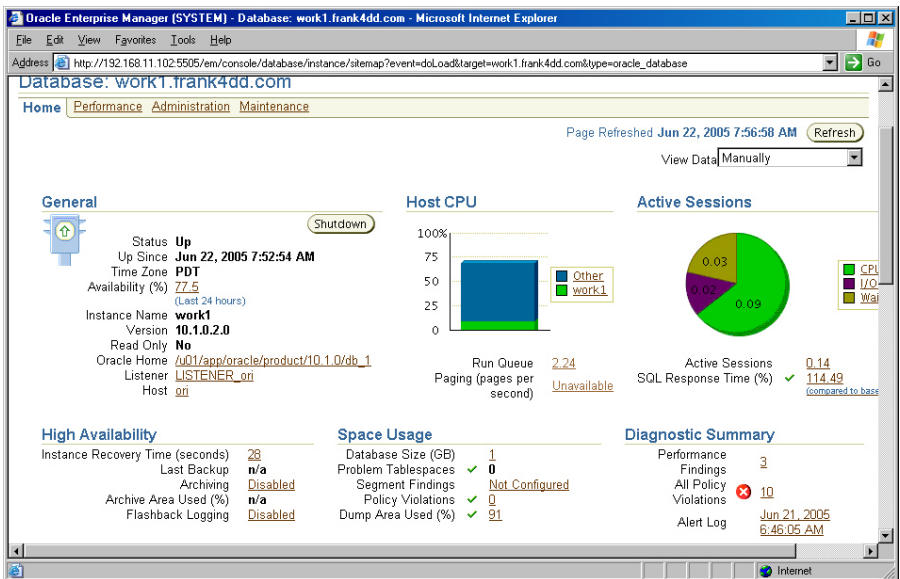 Oracle Enterprise Manager (SYSTEM) - Database: work1.frank4dd.com - Microsoft Internet Explorer
File Edit View Favorites Tools Help
Address http://192.168.11.102:5505/em/console/database/instance/sitemap?event=doLoad&target=work1.frank4dd.com&type=oracle_database Go
Database: work1.frank4dd.com
Home Performance Administration Maintenance
Page Refreshed Jun 22, 2005 7:56:58 AM Refresh
View Data Manually
General
Shutdown
Status Up
Up Since Jun 22, 2005 7:52:54 AM
Time Zone PDT
Availability (%) 77.5
(Last 24 hours)
Instance Name work1
Version 10.1.0.2.0
Read Only No
Oracle Home /u01/app/oracle/product/10.1.0/db_1
Listener LISTENER_ori
Host ori
Host CPU
100%
75
50
25
0
Other
work1
Run Queue 2.24
Paging (pages per second) Unavailable
Active Sessions
0.03
0.02
0.09
CPU
I/O
Wai
Active Sessions 0.14
SQL Response Time (%) 114.49
(compared to base
High Availability
Instance Recovery Time (seconds) 28
Last Backup n/a
Archiving Disabled
Archive Area Used (%) n/a
Flashback Logging Disabled
Space Usage
Database Size (GB) 1
Problem Tablespaces 0
Segment Findings Not Configured
Policy Violations 0
Dump Area Used (%) 91
Diagnostic Summary
Performance Findings 3
All Policy Violations 10
Alert Log Jun 21, 2005 6:46:05 AM
Internet